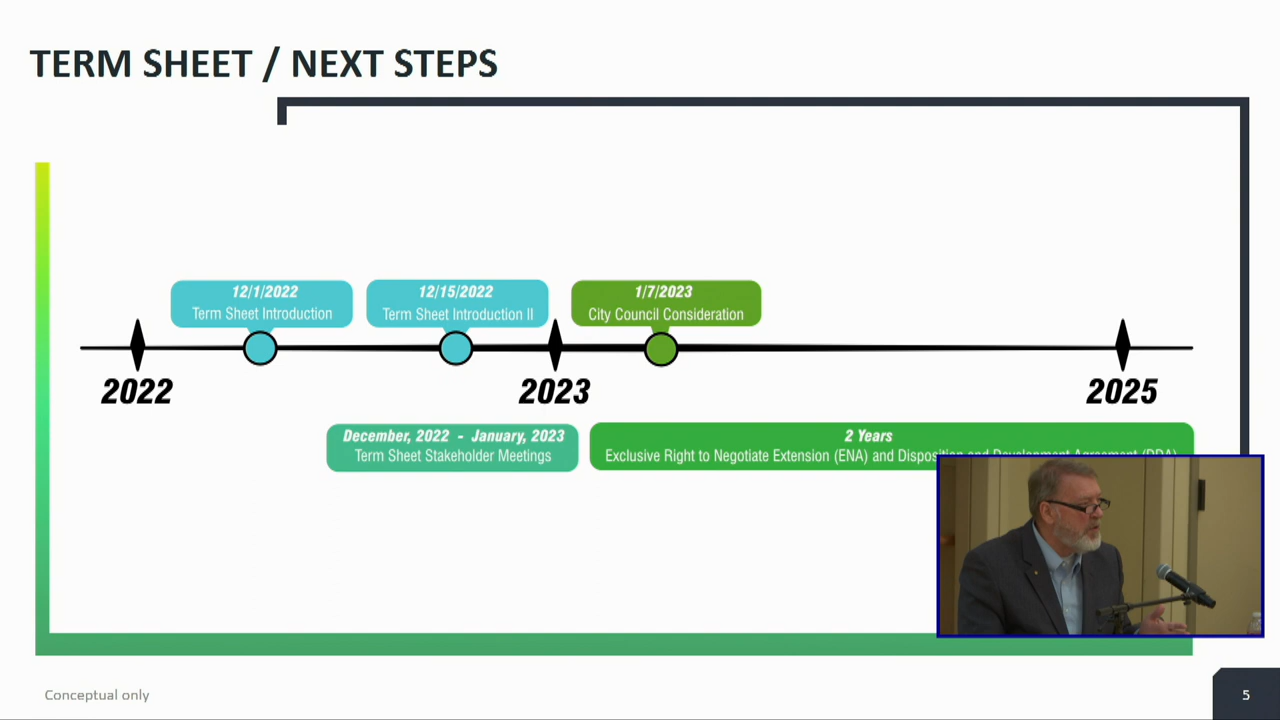 TERM SHEET / NEXT STEPS
12/1/2022
Term Sheet Introduction
12/15/2022
Term Sheet Introduction II
1/7/2023
City Council Consideration
2022
2023
2025
December, 2022 - January, 2023
Term Sheet Stakeholder Meetings
2 Years
Exclusive Right to Negotiate Extension (ENA) and Disposition and Development Agreement (DDA)
Conceptual only
5